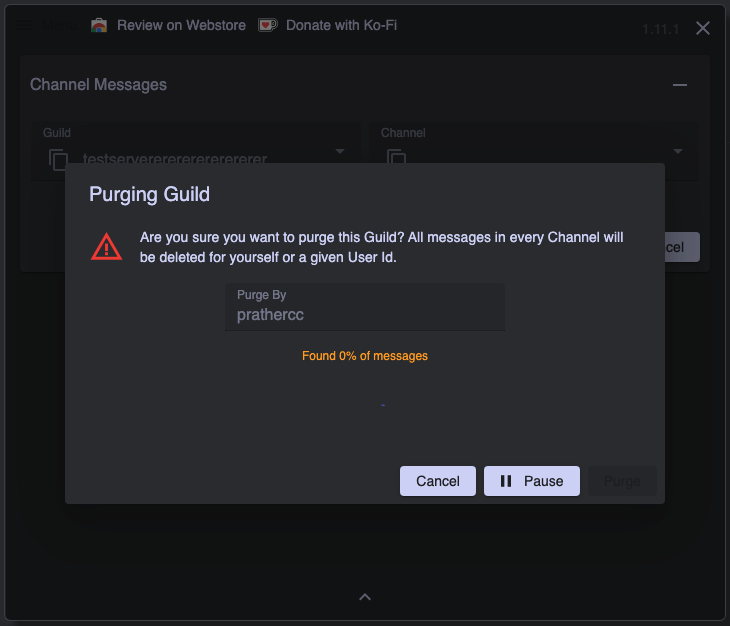 Menu Review on Webstore Donate with Ko-Fi
1.11.1
Channel Messages
Guild
Channel
testserverererererererer
Purging Guild
Are you sure you want to purge this Guild? All messages in every Channel will
be deleted for yourself or a given User Id.
cel
Purge By
prathercc
Found 0% of messages
-
Cancel
Pause
Purge